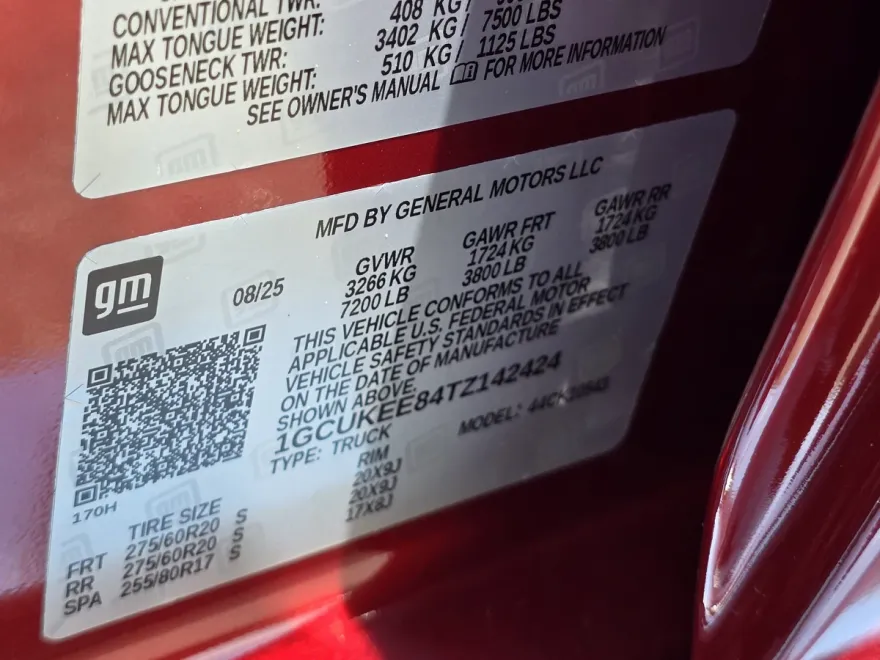 CONVENTIONAL TWR: 408 KG/
MAX TONGUE WEIGHT: 3402 KG/ 7500 LBS
GOOSENECK TWR: 510 KG/ 1125 LBS
MAX TONGUE WEIGHT:
SEE OWNER'S MANUAL FOR MORE INFORMATION
MFD BY GENERAL MOTORS LLC
gm
08/25
GVWR GAWR FRT GAWR RR
3266 KG 1724 KG 1724 KG
7200 LB 3800 LB 3800 LB
THIS VEHICLE CONFORMS TO ALL
APPLICABLE U.S. FEDERAL MOTOR
VEHICLE SAFETY STANDARDS IN EFFECT
ON THE DATE OF MANUFACTURE
SHOWN ABOVE.
1GCUKEE84TZ142424
TYPE: TRUCK MODEL:
170H
TIRE SIZE RIM
FRT 275/60R20 S 20X9J
RR 275/60R20 S 20X9J
SPA 255/80R17 S 17X8J